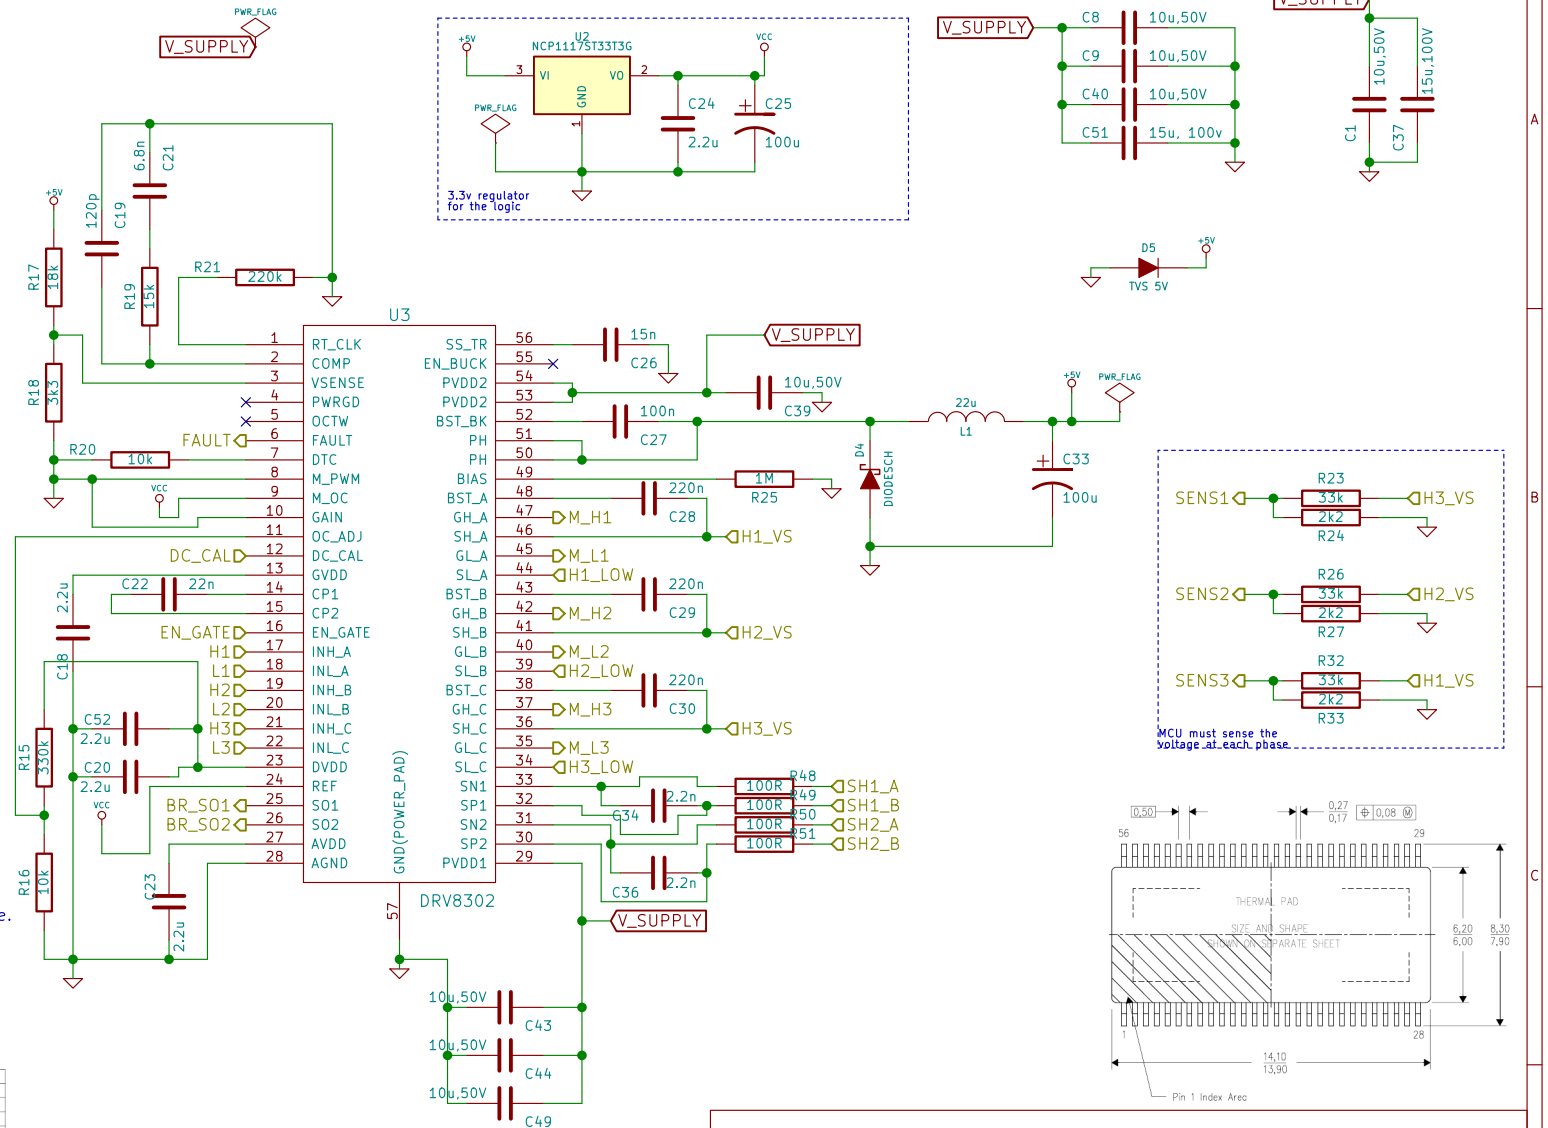 PWR_FLAG
V_SUPPLY
+5V
U2
NCP1117ST33T3G
VCC
3
VI
VO
2
GND
1
PWR_FLAG
C24
2.2u
C25
100u
3.3v regulator
for the logic
V_SUPPLY
C8
10u,50V
C9
10u,50V
C40
10u,50V
C51
15u, 100v
V_SUPPLY
10u,50V
C1
15u,100V
C37
A
B
C
D5
+5V
TVS 5V
6.8n
C21
120p
C19
+5V
R17
18k
R19
15k
R21
220k
R18
3k3
R20
10k
VCC
FAULT
DC_CAL
C22
22n
2.2u
C18
EN_GATE
H1
L1
H2
L2
H3
L3
C52
2.2u
C20
2.2u
VCC
R15
330k
R16
10k
BR_SO1
BR_SO2
C23
2.2u
e.
U3
1 RT_CLK
2 COMP
3 VSENSE
4 PWRGD
5 OCTW
6 FAULT
7 DTC
8 M_PWM
9 M_OC
10 GAIN
11 OC_ADJ
12 DC_CAL
13 GVDD
14 CP1
15 CP2
16 EN_GATE
17 INH_A
18 INL_A
19 INH_B
20 INL_B
21 INH_C
22 INL_C
23 DVDD
24 REF
25 SO1
26 SO2
27 AVDD
28 AGND
GND(POWER_PAD)
57
SS_TR 56
EN_BUCK 55
PVDD2 54
PVDD2 53
BST_BK 52
PH 51
PH 50
BIAS 49
BST_A 48
GH_A 47
SH_A 46
GL_A 45
SL_A 44
BST_B 43
GH_B 42
SH_B 41
GL_B 40
SL_B 39
BST_C 38
GH_C 37
SH_C 36
GL_C 35
SL_C 34
SN1 33
SP1 32
SN2 31
SP2 30
PVDD1 29
DRV8302
15n
C26
V_SUPPLY
10u,50V
C39
100n
C27
1M
R25
220n
C28
M_H1
H1_VS
M_L1
H1_LOW
220n
C29
M_H2
H2_VS
M_L2
H2_LOW
220n
C30
M_H3
H3_VS
M_L3
H3_LOW
2.2n
C34
R48
100R
SH1_A
R49
100R
SH1_B
R50
100R
SH2_A
R51
100R
SH2_B
C36
2.2n
V_SUPPLY
10u,50V
C43
10u,50V
C44
10u,50V
C49
D4
DIODESCH
22u
L1
+5V
PWR_FLAG
C33
100u
SENS1
R23
33k
2k2
R24
H3_VS
SENS2
R26
33k
2k2
R27
H2_VS
SENS3
R32
33k
2k2
R33
H1_VS
MCU must sense the
voltage at each phase
0,50
0,27
0,17
0,08 Ⓜ
56
29
THERMAL PAD
SIZE AND SHAPE
SHOWN ON SEPARATE SHEET
6,20
6,00
8,30
7,90
1
28
14,10
13,90
Pin 1 Index Area